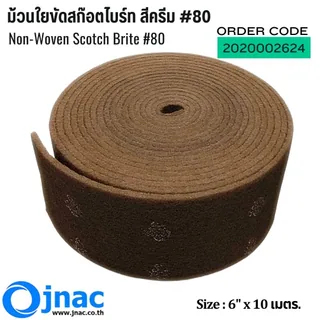 ม้วนใยขัดสก๊อตไบร์ท สีครีม #80
Non-Woven Scotch Brite #80
ORDER CODE
2020002624
jnac
www.jnac.co.th
Size : 6" x 10 เมตร.